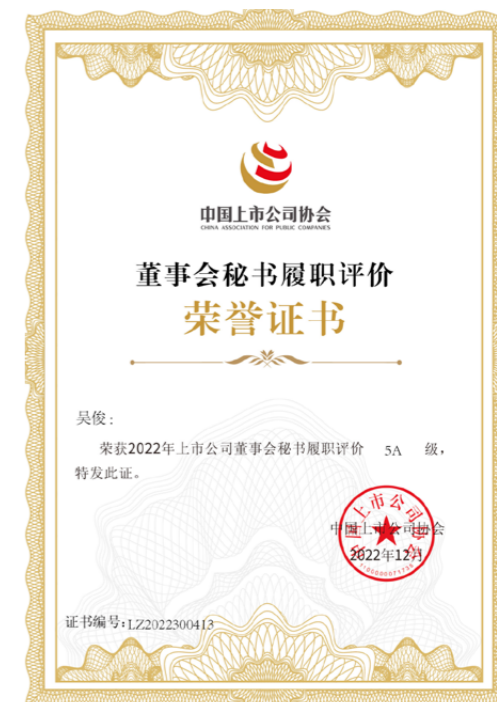 中国上市公司协会
CHINA ASSOCIATION FOR PUBLIC COMPANIES
董事会秘书履职评价
荣誉证书
吴俊：
荣获2022年上市公司董事会秘书履职评价 5A 级，
特发此证。
中国上市公司协会
2022年12月
证书编号：LZ2022300413